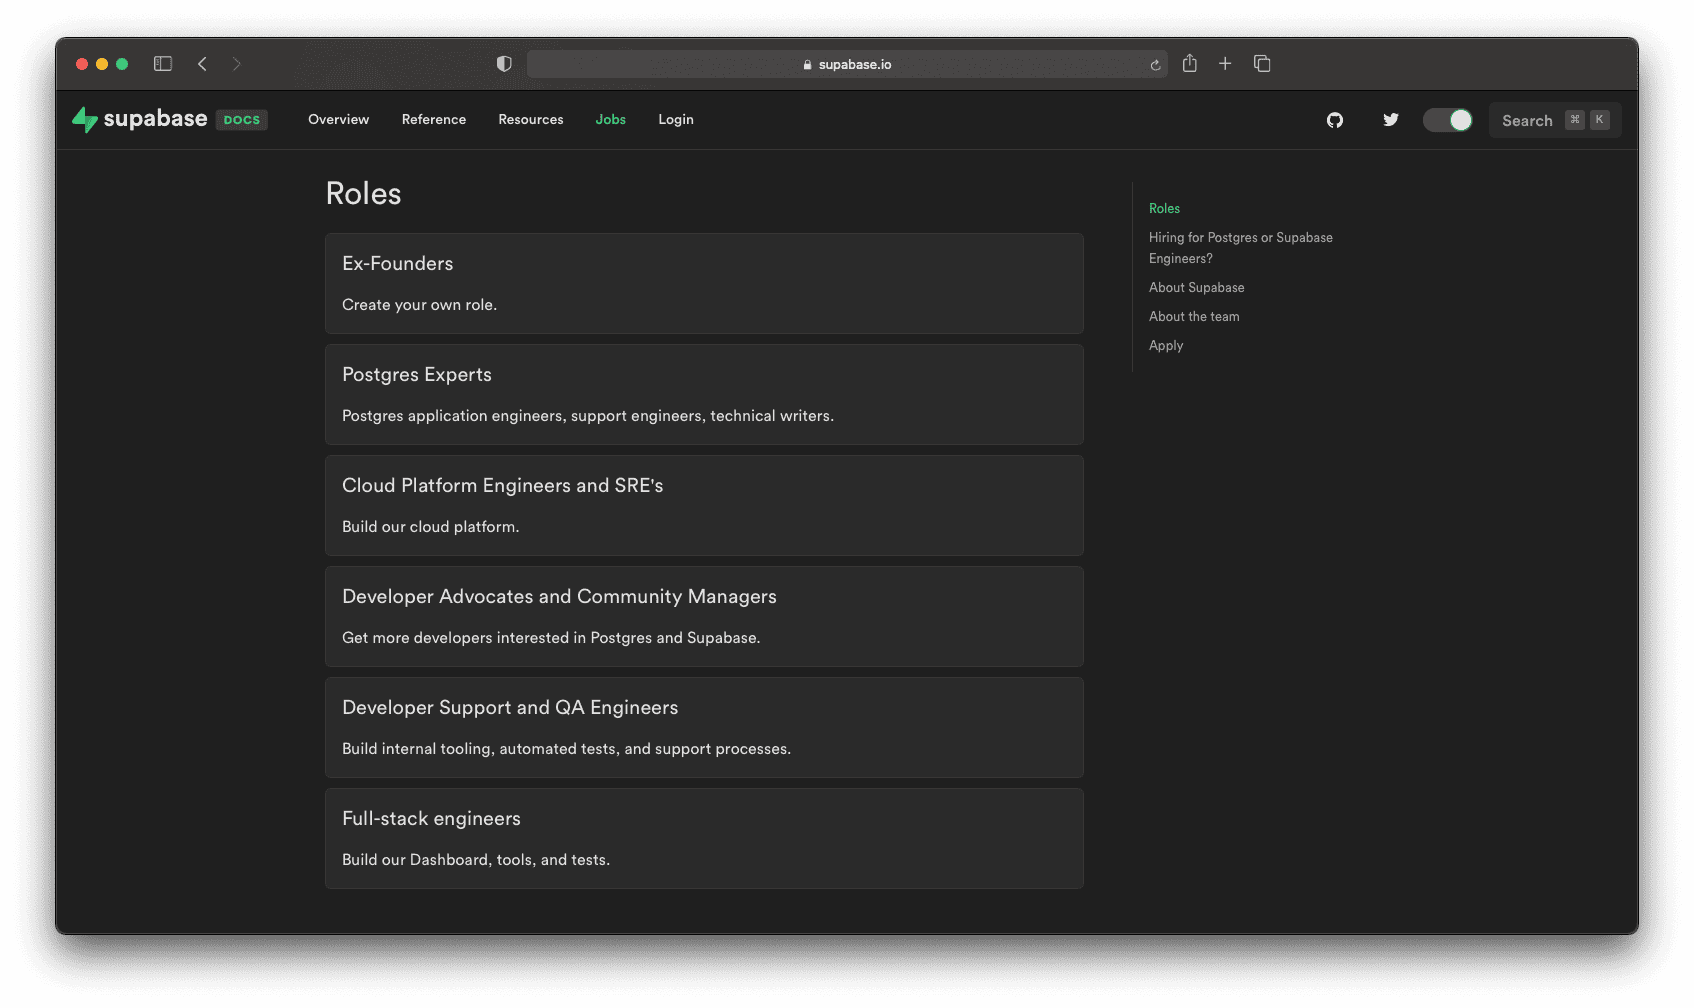 supabase.io
supabase DOCS Overview Reference Resources Jobs Login Search ⌘ K
Roles
Ex-Founders
Create your own role.
Postgres Experts
Postgres application engineers, support engineers, technical writers.
Cloud Platform Engineers and SRE's
Build our cloud platform.
Developer Advocates and Community Managers
Get more developers interested in Postgres and Supabase.
Developer Support and QA Engineers
Build internal tooling, automated tests, and support processes.
Full-stack engineers
Build our Dashboard, tools, and tests.
Roles
Hiring for Postgres or Supabase
Engineers?
About Supabase
About the team
Apply